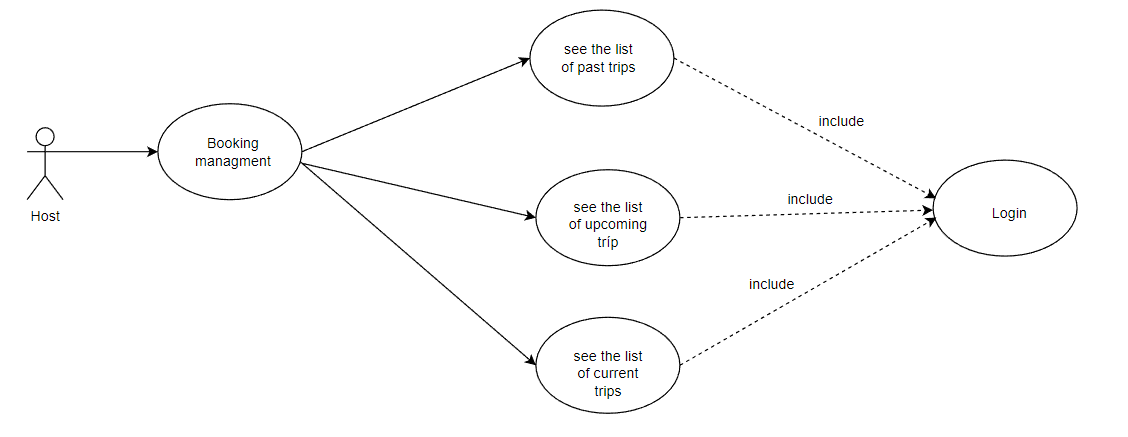 see the list
of past trips
include
Booking
managment
Host
see the list
of upcoming
tríp
include
Login
include
see the list
of current
trips